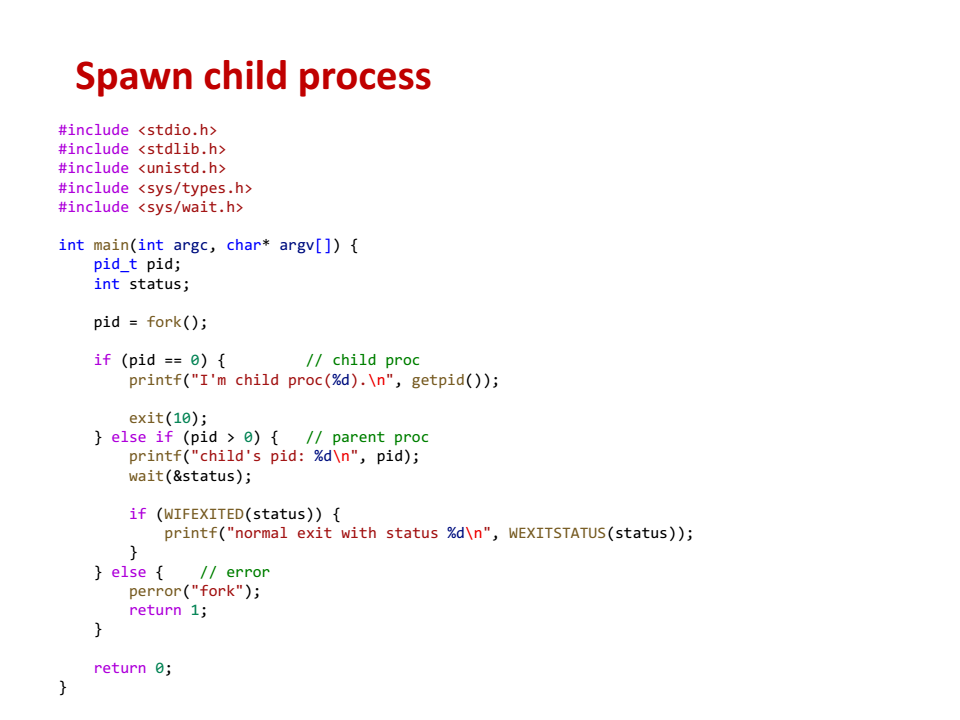 Spawn child process
#include <stdio.h>
#include <stdlib.h>
#include <unistd.h>
#include <sys/types.h>
#include <sys/wait.h>

int main(int argc, char* argv[]) {
    pid_t pid;
    int status;

    pid = fork();

    if (pid == 0) {         // child proc
        printf("I'm child proc(%d).\n", getpid());

        exit(10);
    } else if (pid > 0) {   // parent proc
        printf("child's pid: %d\n", pid);
        wait(&status);

        if (WIFEXITED(status)) {
            printf("normal exit with status %d\n", WEXITSTATUS(status));
        }
    } else {    // error
        perror("fork");
        return 1;
    }

    return 0;
}